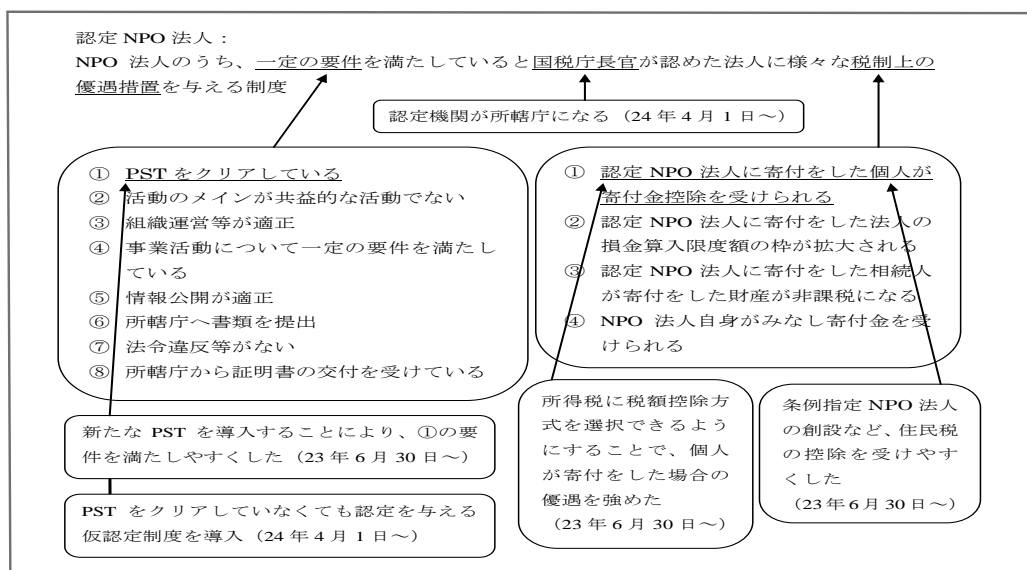 認定 NPO 法人：
NPO 法人のうち、一定の要件を満たしていると国税庁長官が認めた法人に様々な税制上の
優遇措置を与える制度
認定機関が所轄庁になる（24 年 4 月 1 日～）
① PST をクリアしている
② 活動のメインが共益的な活動でない
③ 組織運営等が適正
④ 事業活動について一定の要件を満たし
ている
⑤ 情報公開が適正
⑥ 所轄庁へ書類を提出
⑦ 法令違反等がない
⑧ 所轄庁から証明書の交付を受けている
① 認定 NPO 法人に寄付をした個人が
寄付金控除を受けられる
② 認定 NPO 法人に寄付をした法人の
損金算入限度額の枠が拡大される
③ 認定 NPO 法人に寄付をした相続人
が寄付をした財産が非課税になる
④ NPO 法人自身がみなし寄付金を受
けられる
新たな PST を導入することにより、①の要
件を満たしやすくした（23 年 6 月 30 日～）
PST をクリアしていなくても認定を与える
仮認定制度を導入（24 年 4 月 1 日～）
所得税に税額控除方
式を選択できるよう
にすることで、個人
が寄付をした場合の
優遇を強めた
（23 年 6 月 30 日～）
条例指定 NPO 法人
の創設など、住民税
の控除を受けやす
くした
（23 年 6 月 30 日～）